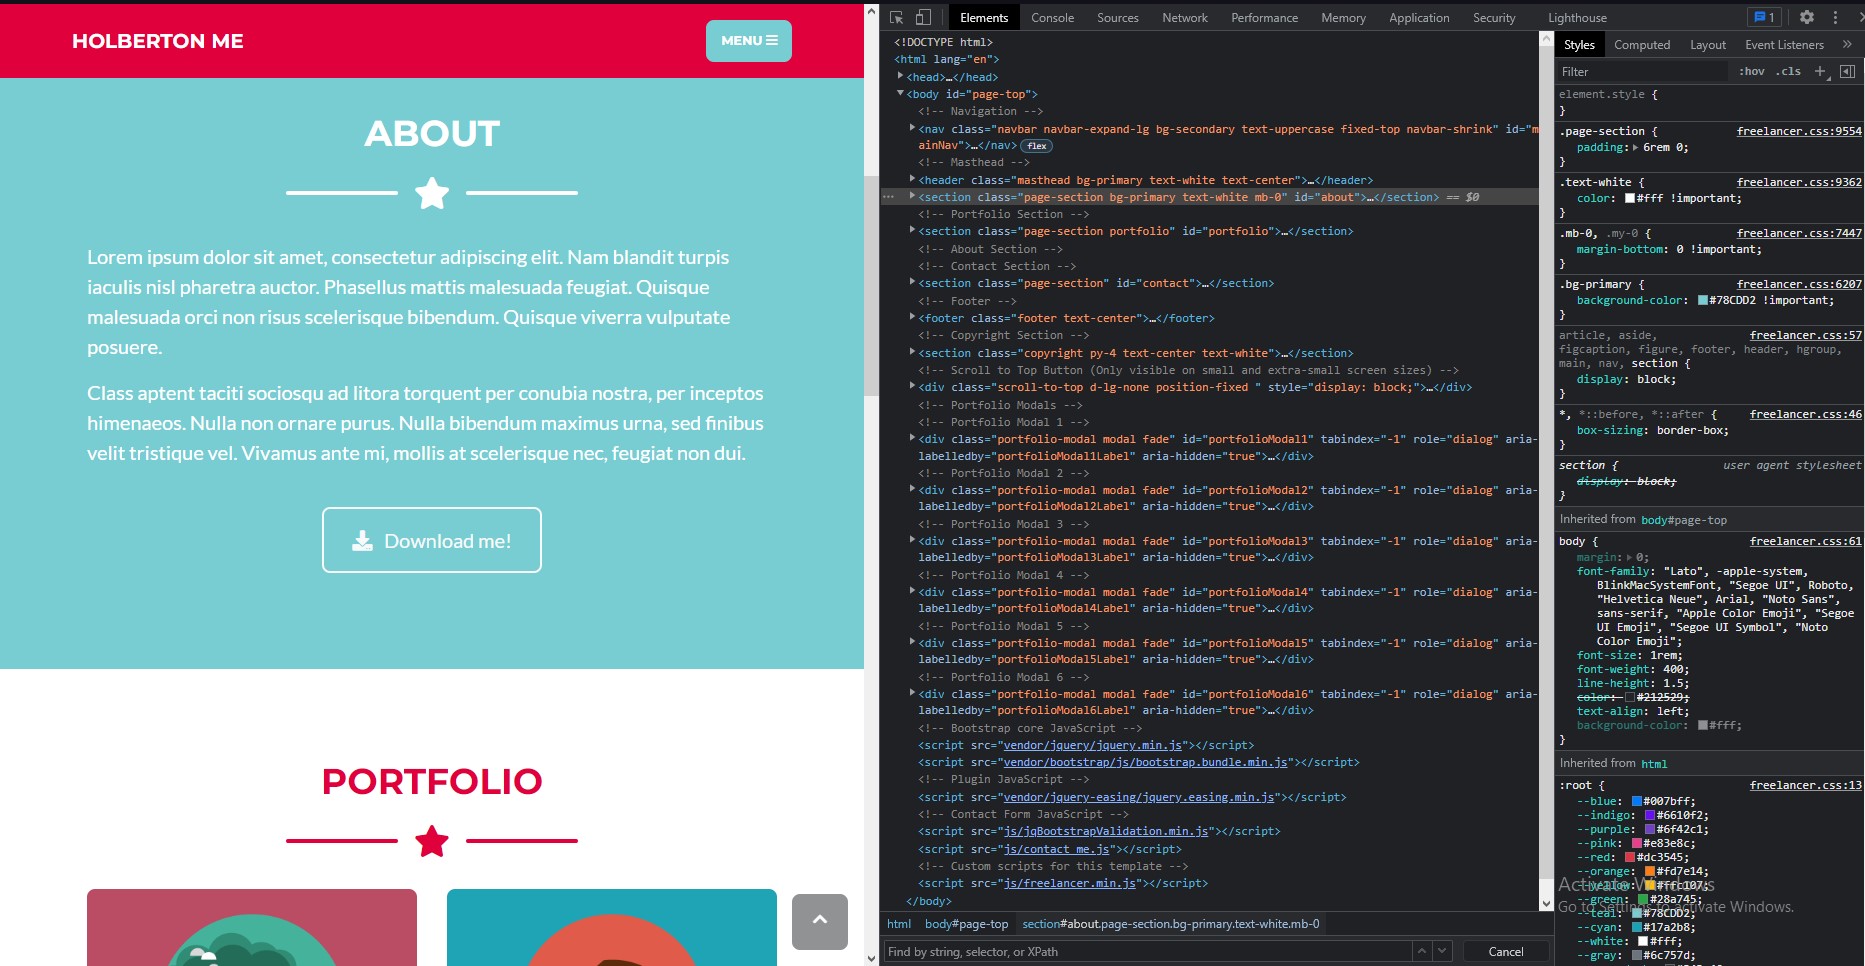 HOLBERTON ME
MENU
ABOUT
Lorem ipsum dolor sit amet, consectetur adipiscing elit. Nam blandit turpis
iaculis nisl pharetra auctor. Phasellus mattis malesuada feugiat. Quisque
malesuada orci non risus scelerisque bibendum. Quisque viverra vulputate
posuere.
Class aptent taciti sociosqu ad litora torquent per conubia nostra, per inceptos
himenaeos. Nulla non ornare purus. Nulla bibendum maximus urna, sed finibus
velit tristique vel. Vivamus ante mi, mollis at scelerisque nec, feugiat non dui.
Download me!
PORTFOLIO
Elements Console Sources Network Performance Memory Application Security Lighthouse 1
<!DOCTYPE html>
<html lang="en">
<head>…</head>
<body id="page-top">
<!-- Navigation -->
<nav class="navbar navbar-expand-lg bg-secondary text-uppercase fixed-top navbar-shrink" id="m
ainNav">…</nav> flex
<!-- Masthead -->
<header class="masthead bg-primary text-white text-center">…</header>
<section class="page-section bg-primary text-white mb-0" id="about">…</section> == $0
<!-- Portfolio Section -->
<section class="page-section portfolio" id="portfolio">…</section>
<!-- About Section -->
<!-- Contact Section -->
<section class="page-section" id="contact">…</section>
<!-- Footer -->
<footer class="footer text-center">…</footer>
<!-- Copyright Section -->
<section class="copyright py-4 text-center text-white">…</section>
<!-- Scroll to Top Button (Only visible on small and extra-small screen sizes) -->
<div class="scroll-to-top d-lg-none position-fixed " style="display: block;">…</div>
<!-- Portfolio Modals -->
<!-- Portfolio Modal 1 -->
<div class="portfolio-modal modal fade" id="portfolioModal1" tabindex="-1" role="dialog" aria-
labelledby="portfolioModal1Label" aria-hidden="true">…</div>
<!-- Portfolio Modal 2 -->
<div class="portfolio-modal modal fade" id="portfolioModal2" tabindex="-1" role="dialog" aria-
labelledby="portfolioModal2Label" aria-hidden="true">…</div>
<!-- Portfolio Modal 3 -->
<div class="portfolio-modal modal fade" id="portfolioModal3" tabindex="-1" role="dialog" aria-
labelledby="portfolioModal3Label" aria-hidden="true">…</div>
<!-- Portfolio Modal 4 -->
<div class="portfolio-modal modal fade" id="portfolioModal4" tabindex="-1" role="dialog" aria-
labelledby="portfolioModal4Label" aria-hidden="true">…</div>
<!-- Portfolio Modal 5 -->
<div class="portfolio-modal modal fade" id="portfolioModal5" tabindex="-1" role="dialog" aria-
labelledby="portfolioModal5Label" aria-hidden="true">…</div>
<!-- Portfolio Modal 6 -->
<div class="portfolio-modal modal fade" id="portfolioModal6" tabindex="-1" role="dialog" aria-
labelledby="portfolioModal6Label" aria-hidden="true">…</div>
<!-- Bootstrap core JavaScript -->
<script src="vendor/jquery/jquery.min.js"></script>
<script src="vendor/bootstrap/js/bootstrap.bundle.min.js"></script>
<!-- Plugin JavaScript -->
<script src="vendor/jquery-easing/jquery.easing.min.js"></script>
<!-- Contact Form JavaScript -->
<script src="js/jqBootstrapValidation.min.js"></script>
<script src="js/contact_me.js"></script>
<!-- Custom scripts for this template -->
<script src="js/freelancer.min.js"></script>
</body>
html body#page-top section#about.page-section.bg-primary.text-white.mb-0
Find by string, selector, or XPath Cancel
Styles Computed Layout Event Listeners »
Filter :hov .cls +
element.style {
}
.page-section { freelancer.css:9554
padding: 6rem 0;
}
.text-white { freelancer.css:9362
color: #fff !important;
}
.mb-0, .my-0 { freelancer.css:7447
margin-bottom: 0 !important;
}
.bg-primary { freelancer.css:6207
background-color: #78CDD2 !important;
}
article, aside, freelancer.css:57
figcaption, figure, footer, header, hgroup,
main, nav, section {
display: block;
}
*, *::before, *::after { freelancer.css:46
box-sizing: border-box;
}
section { user agent stylesheet
display: block;
}
Inherited from body#page-top
body { freelancer.css:61
margin: 0;
font-family: "Lato", -apple-system,
BlinkMacSystemFont, "Segoe UI", Roboto,
"Helvetica Neue", Arial, "Noto Sans",
sans-serif, "Apple Color Emoji", "Segoe
UI Emoji", "Segoe UI Symbol", "Noto
Color Emoji";
font-size: 1rem;
font-weight: 400;
line-height: 1.5;
color: #212529;
text-align: left;
background-color: #fff;
}
Inherited from html
:root { freelancer.css:13
--blue: #007bff;
--indigo: #6610f2;
--purple: #6f42c1;
--pink: #e83e8c;
--red: #dc3545;
--orange: #fd7e14;
--yellow: #ffc107;
--green: #28a745;
--teal: #78CDD2;
--cyan: #17a2b8;
--white: #fff;
--gray: #6c757d;
Activate Windows
Go to Settings to activate Windows.